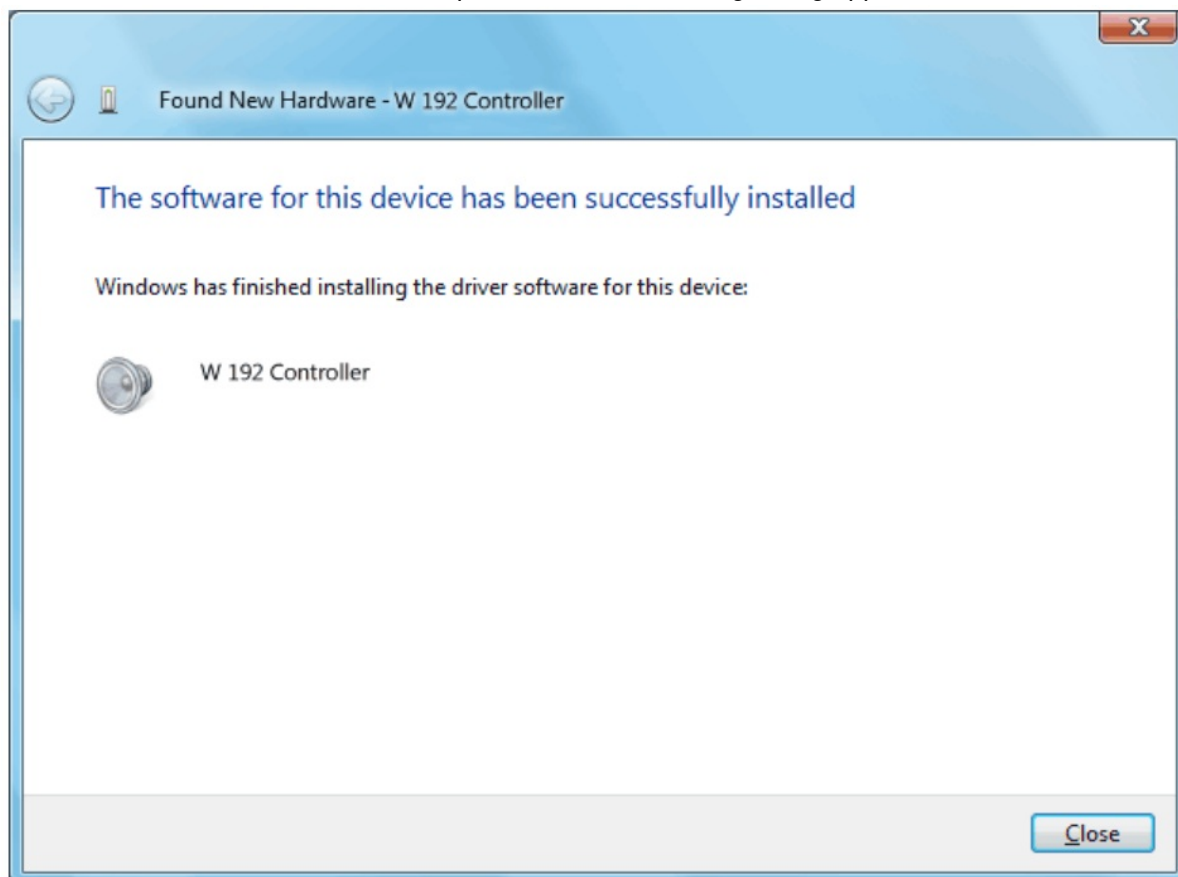 Found New Hardware - W 192 Controller
The software for this device has been successfully installed
Windows has finished installing the driver software for this device:
W 192 Controller
Close